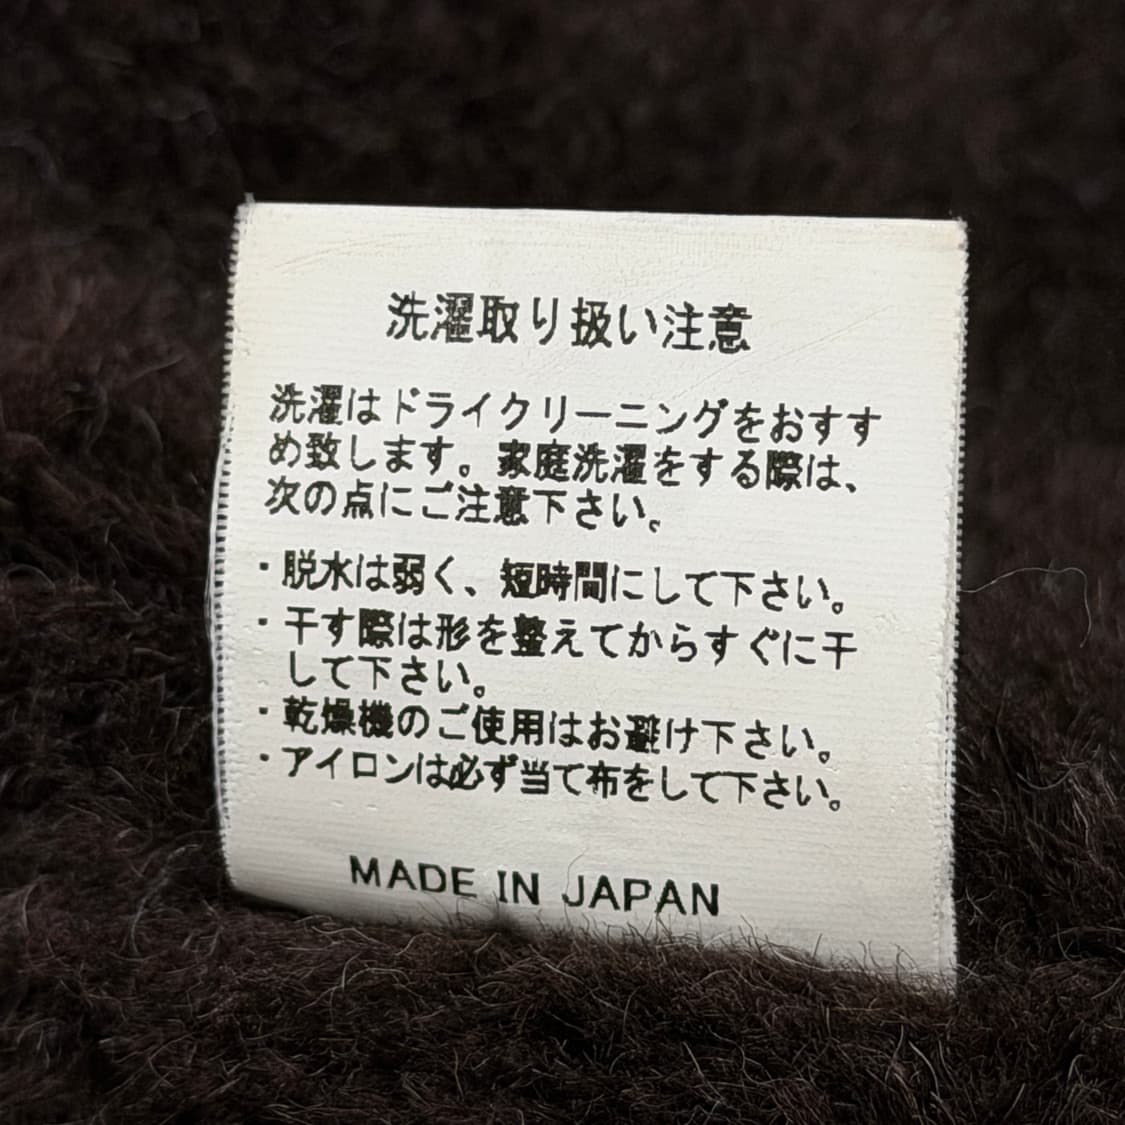 洗濯取り扱い注意
洗濯はドライクリーニングをおすす
め致します。家庭洗濯をする際は、
次の点にご注意下さい。
・脱水は弱く、短時間にして下さい。
・干す際は形を整えてからすぐに干
して下さい。
・乾燥機のご使用はお避け下さい。
・アイロンは必ず当て布をして下さい。
MADE IN JAPAN